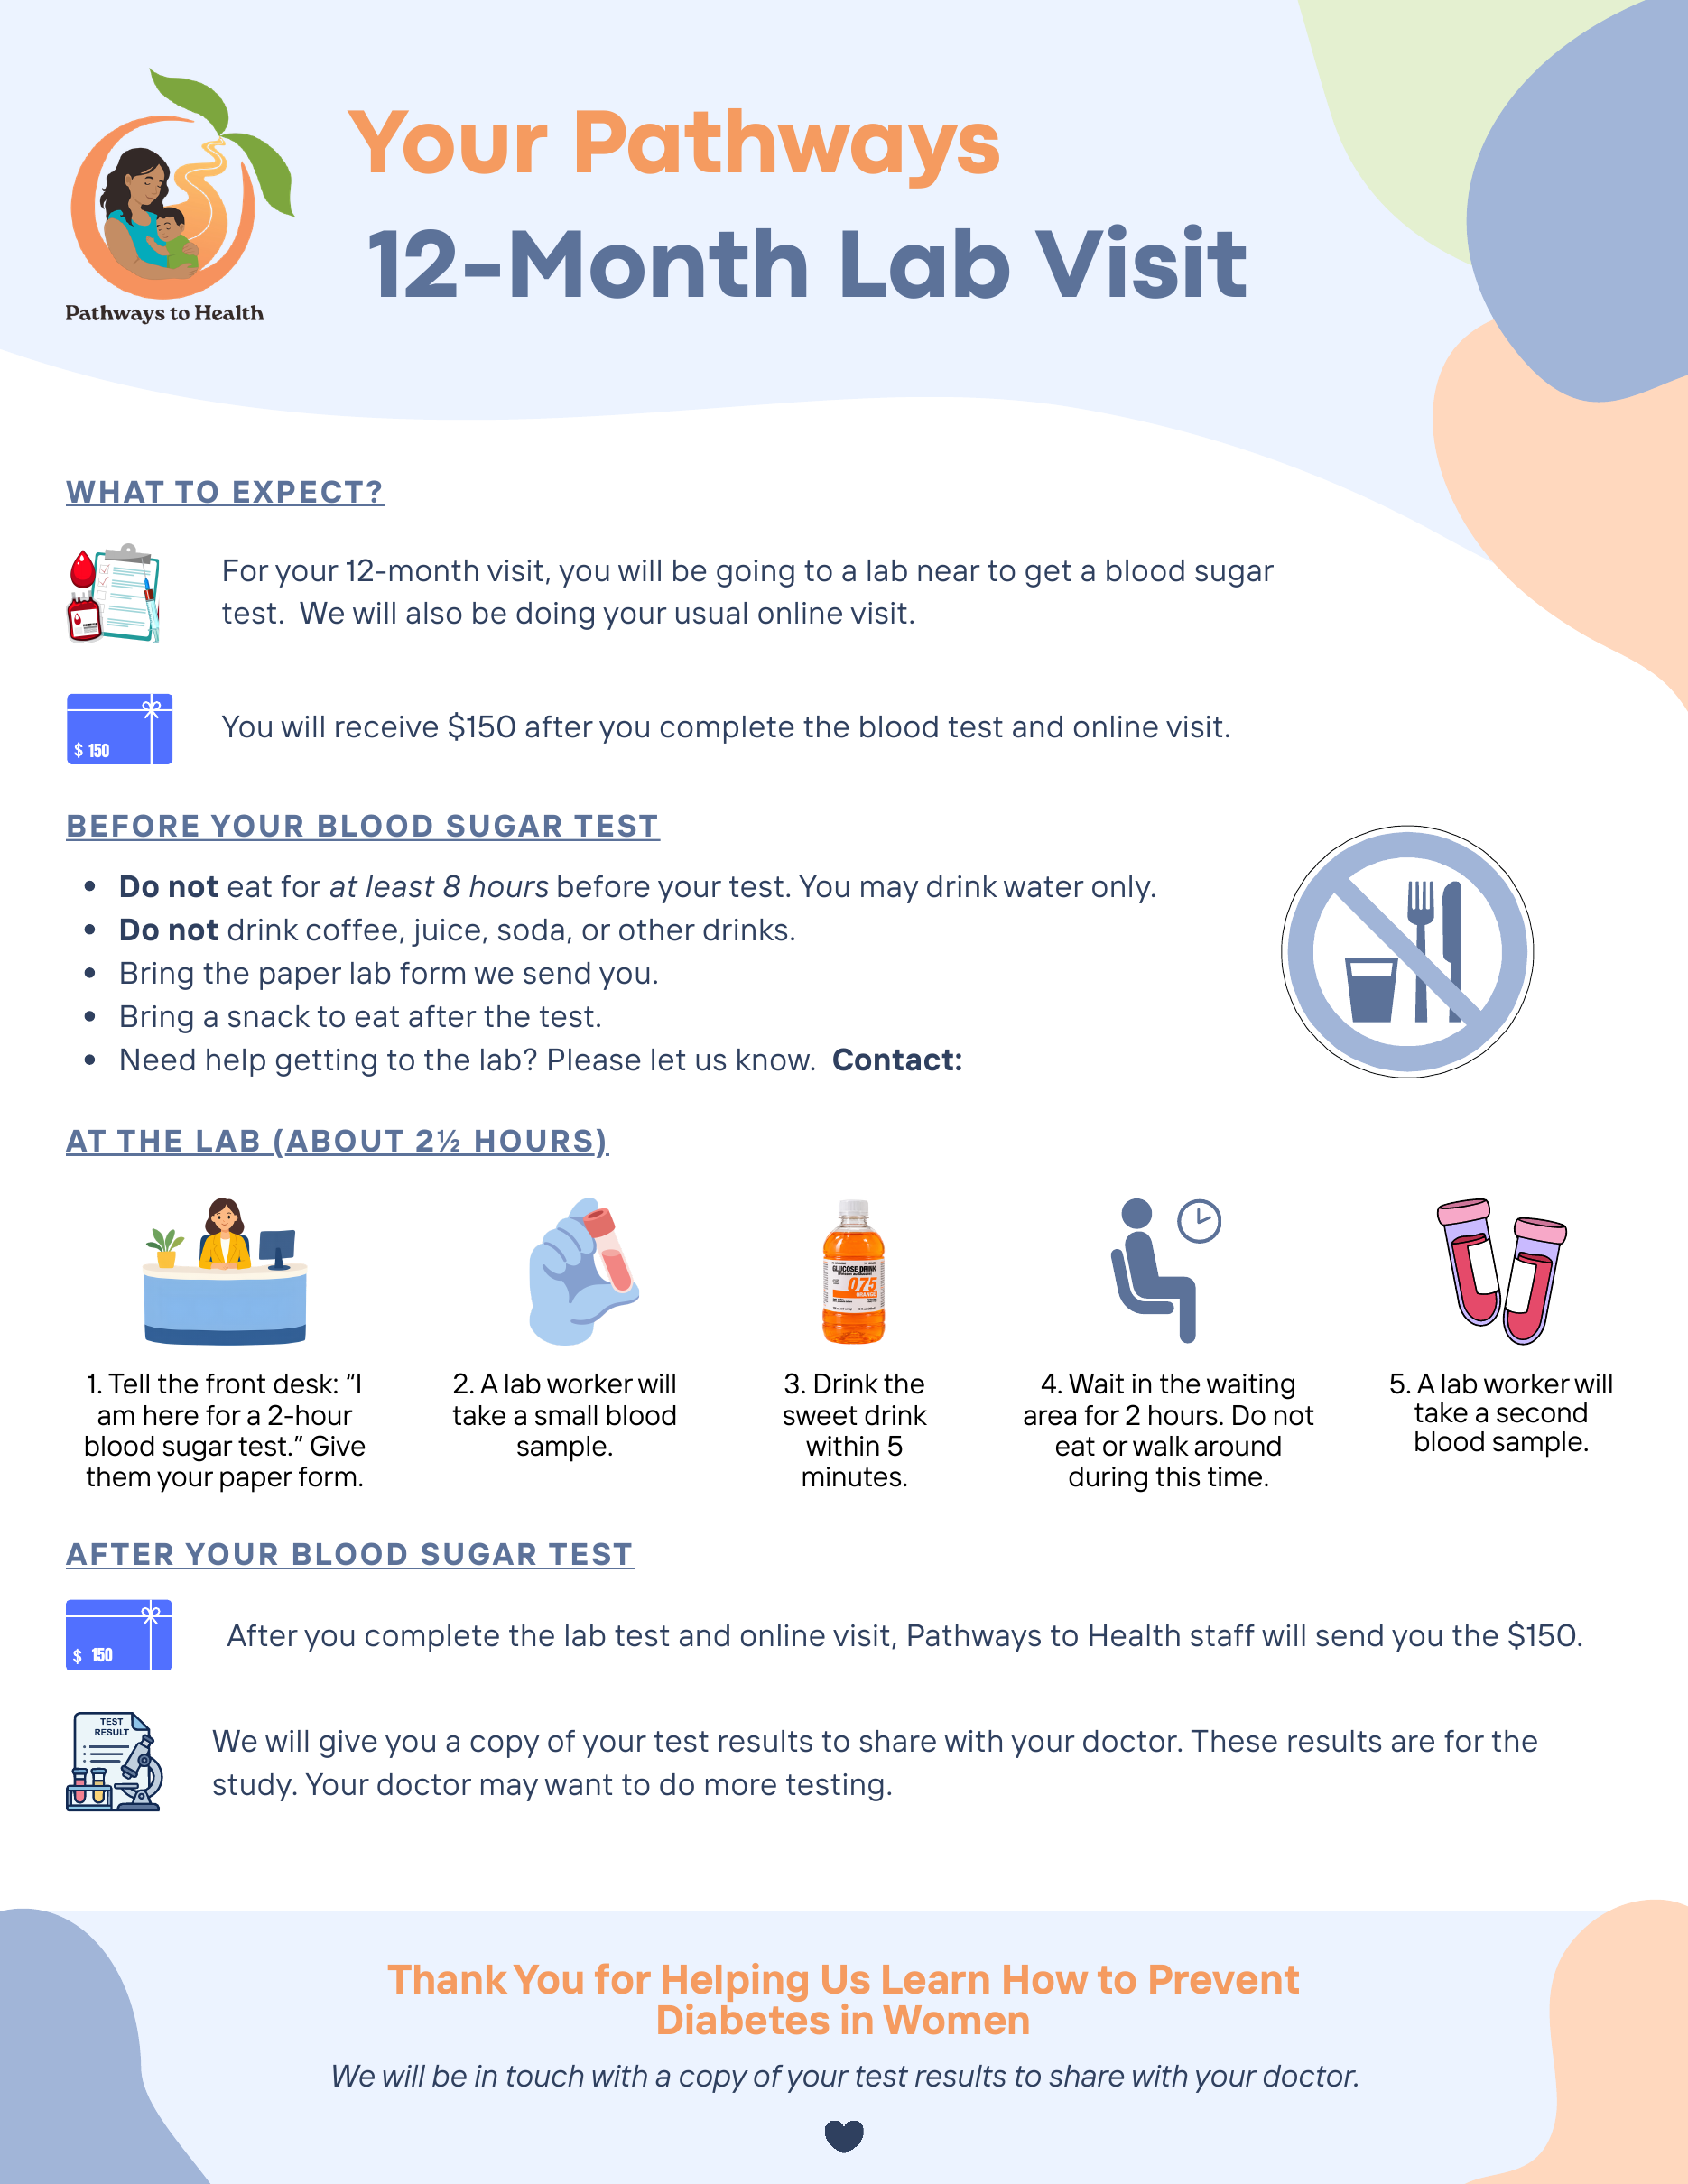 Your Pathways
12-Month Lab Visit
Pathways to Health
WHAT TO EXPECT?
For your 12-month visit, you will be going to a lab near to get a blood sugar
test.  We will also be doing your usual online visit.
$ 150
You will receive $150 after you complete the blood test and online visit.
BEFORE YOUR BLOOD SUGAR TEST
• Do not eat for at least 8 hours before your test. You may drink water only.
• Do not drink coffee, juice, soda, or other drinks.
• Bring the paper lab form we send you.
• Bring a snack to eat after the test.
• Need help getting to the lab? Please let us know.  Contact:
AT THE LAB (ABOUT 2½ HOURS)
GLUCOSE DRINK
075
ORANGE
1. Tell the front desk: “I
am here for a 2-hour
blood sugar test.” Give
them your paper form.
2. A lab worker will
take a small blood
sample.
3. Drink the
sweet drink
within 5
minutes.
4. Wait in the waiting
area for 2 hours. Do not
eat or walk around
during this time.
5. A lab worker will
take a second
blood sample.
AFTER YOUR BLOOD SUGAR TEST
$ 150
After you complete the lab test and online visit, Pathways to Health staff will send you the $150.
TEST
RESULT
We will give you a copy of your test results to share with your doctor. These results are for the
study. Your doctor may want to do more testing.
Thank You for Helping Us Learn How to Prevent
Diabetes in Women
We will be in touch with a copy of your test results to share with your doctor.